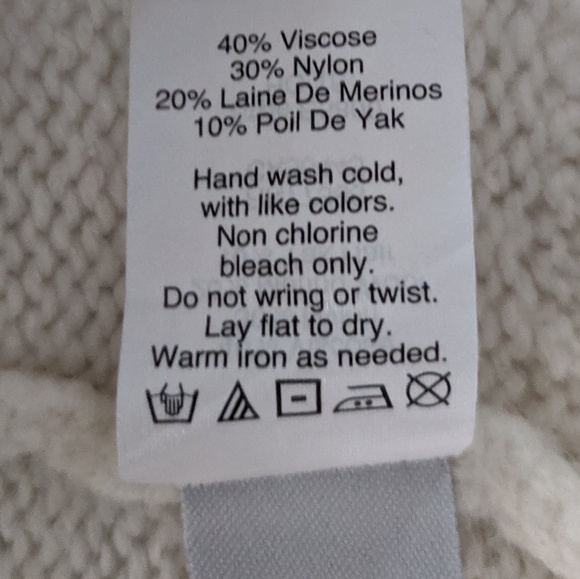 40% Viscose
30% Nylon
20% Laine De Merinos
10% Poil De Yak
Hand wash cold,
with like colors.
Non chlorine
bleach only.
Do not wring or twist.
Lay flat to dry.
Warm iron as needed.